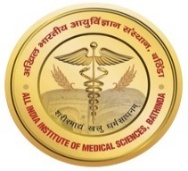 अखिल भारतीय आयुर्विज्ञान संस्थान, बठिंडा
शरीरमाद्यं खलु धर्मसाधनम्
ALL INDIA INSTITUTE OF MEDICAL SCIENCES, BATHINDA